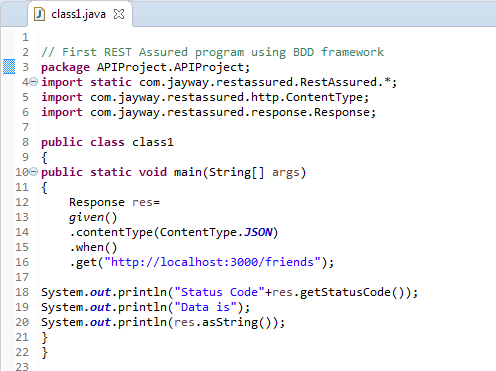 class1.java
1
2 // First REST Assured program using BDD framework
3 package APIProject.APIProject;
4 import static com.jayway.restassured.RestAssured.*;
5 import com.jayway.restassured.http.ContentType;
6 import com.jayway.restassured.response.Response;
7
8 public class class1
9 {
10 public static void main(String[] args)
11 {
12 Response res=
13 given()
14 .contentType(ContentType.JSON)
15 .when()
16 .get("http://localhost:3000/friends");
17
18 System.out.println("Status Code"+res.getStatusCode());
19 System.out.println("Data is");
20 System.out.println(res.asString());
21 }
22 }
23